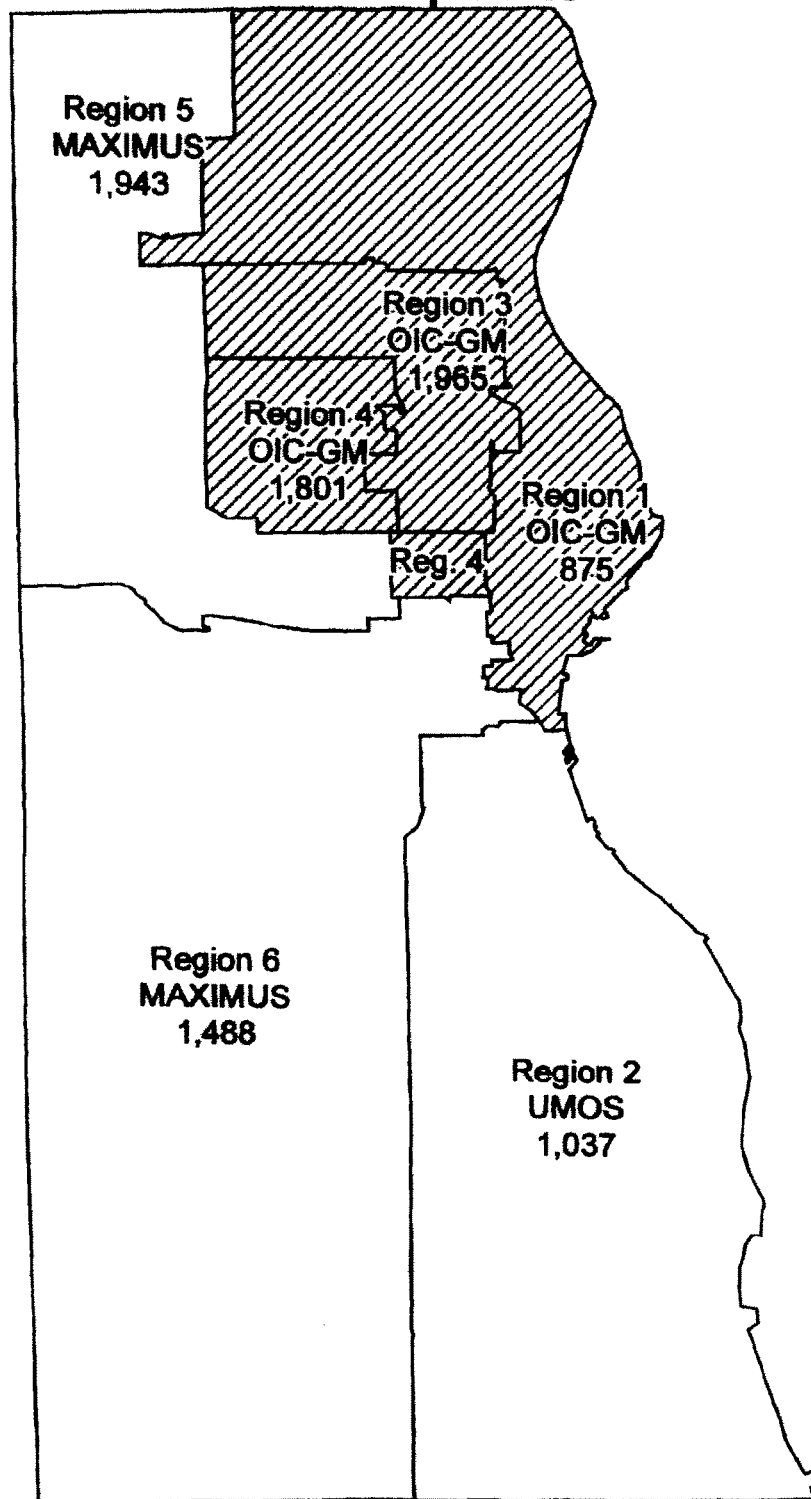 Region 5
MAXIMUS
1,943
Region 3
OIC-GM
1,965
Region 4
OIC-GM
1,801
Region 1
OIC-GM
875
Reg. 4
Region 6
MAXIMUS
1,488
Region 2
UMOS
1,037